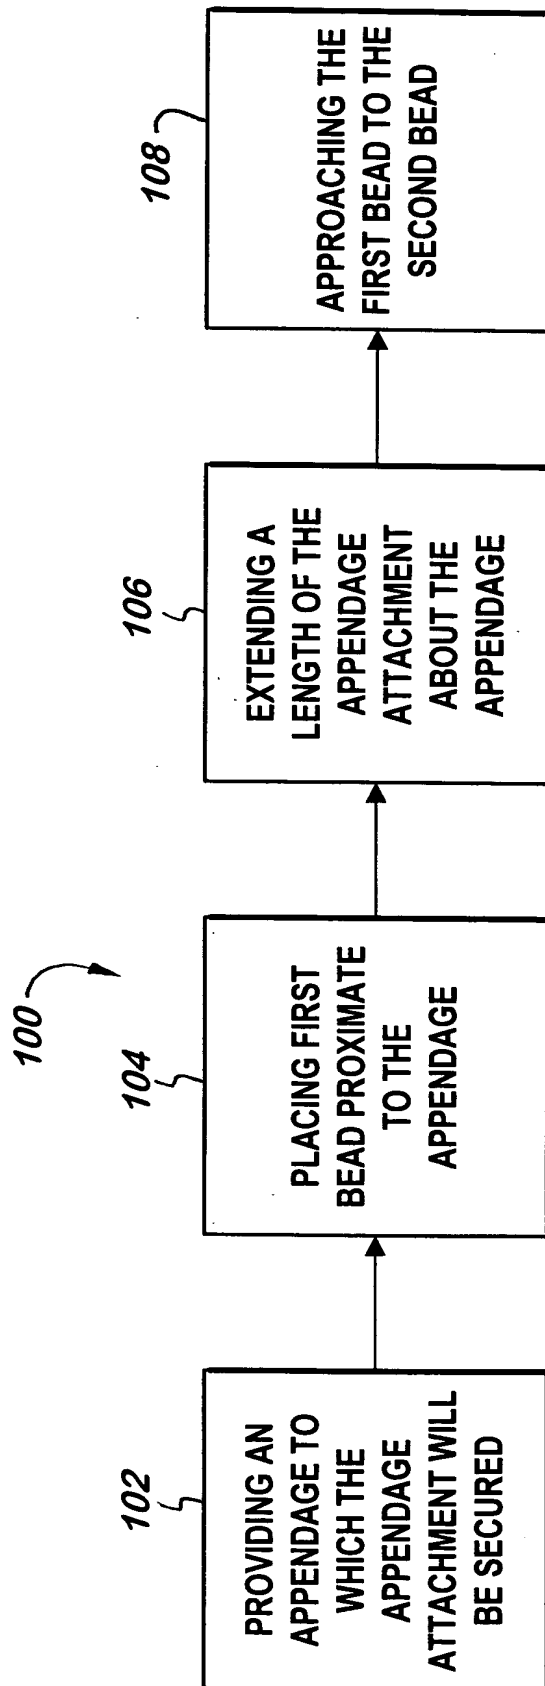 100
102
PROVIDING AN
APPENDAGE TO
WHICH THE
APPENDAGE
ATTACHMENT WILL
BE SECURED
104
PLACING FIRST
BEAD PROXIMATE
TO THE
APPENDAGE
106
EXTENDING A
LENGTH OF THE
APPENDAGE
ATTACHMENT
ABOUT THE
APPENDAGE
108
APPROACHING THE
FIRST BEAD TO THE
SECOND BEAD